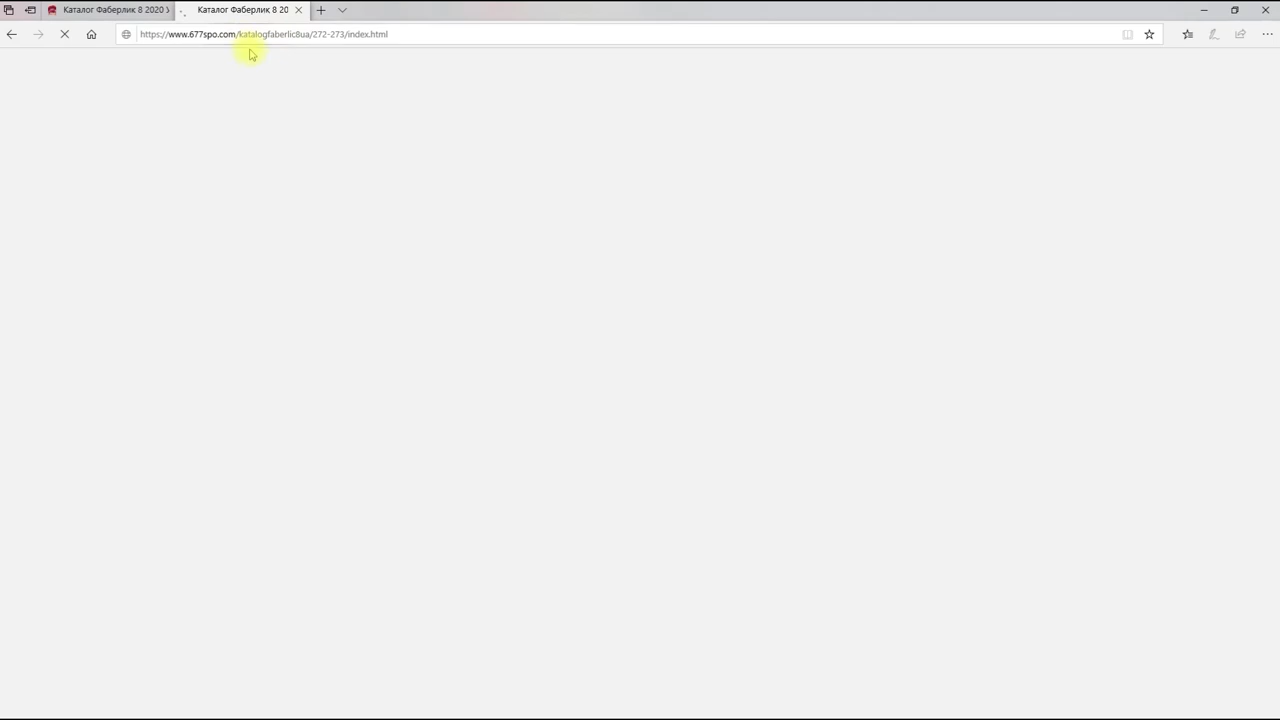 Каталог Фаберлик 8 2020 У
Каталог Фаберлик 8 20
https://www.677spo.com/katalogfaberlic8ua/272-273/index.html